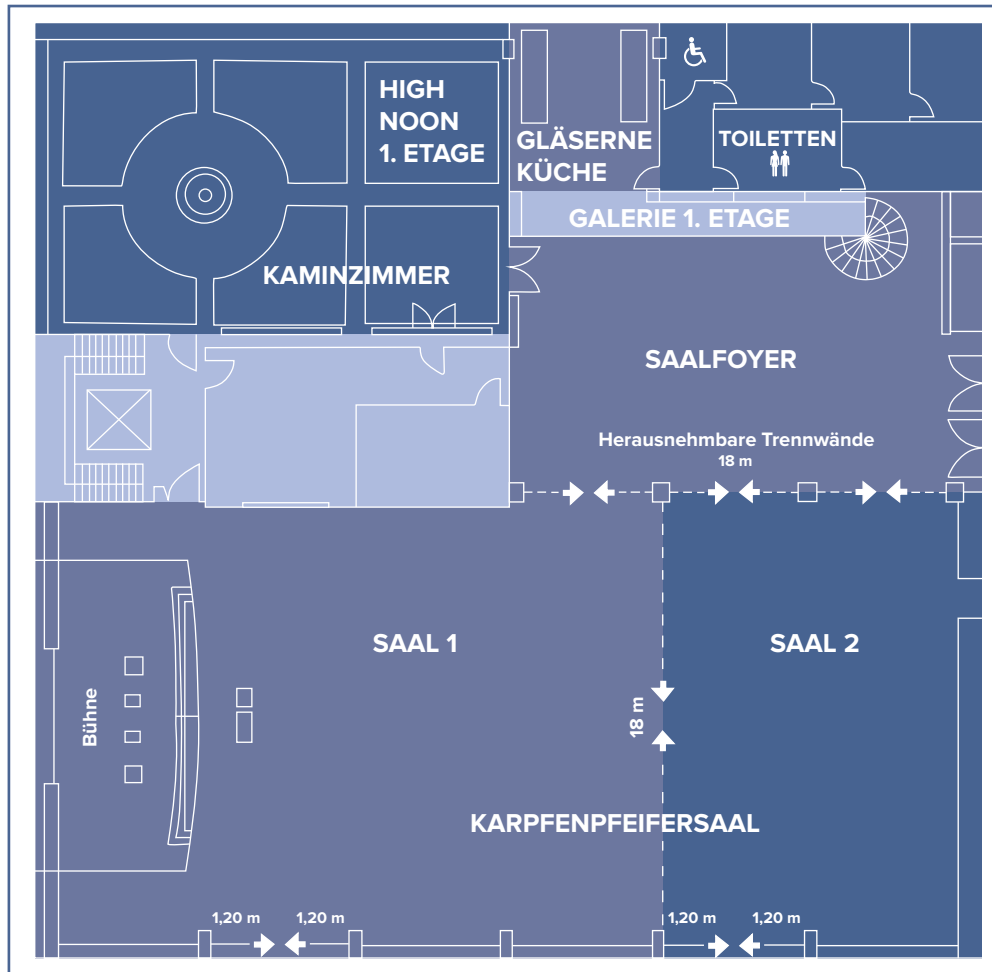 HIGH
NOON
1. ETAGE
GLÄSERNE
KÜCHE
TOILETTEN
GALERIE 1. ETAGE
KAMINZIMMER
SAALFOYER
Herausnehmbare Trennwände
18 m
SAAL 1
SAAL 2
Bühne
18 m
KARPFENPFEIFERSAAL
1,20 m
1,20 m
1,20 m
1,20 m